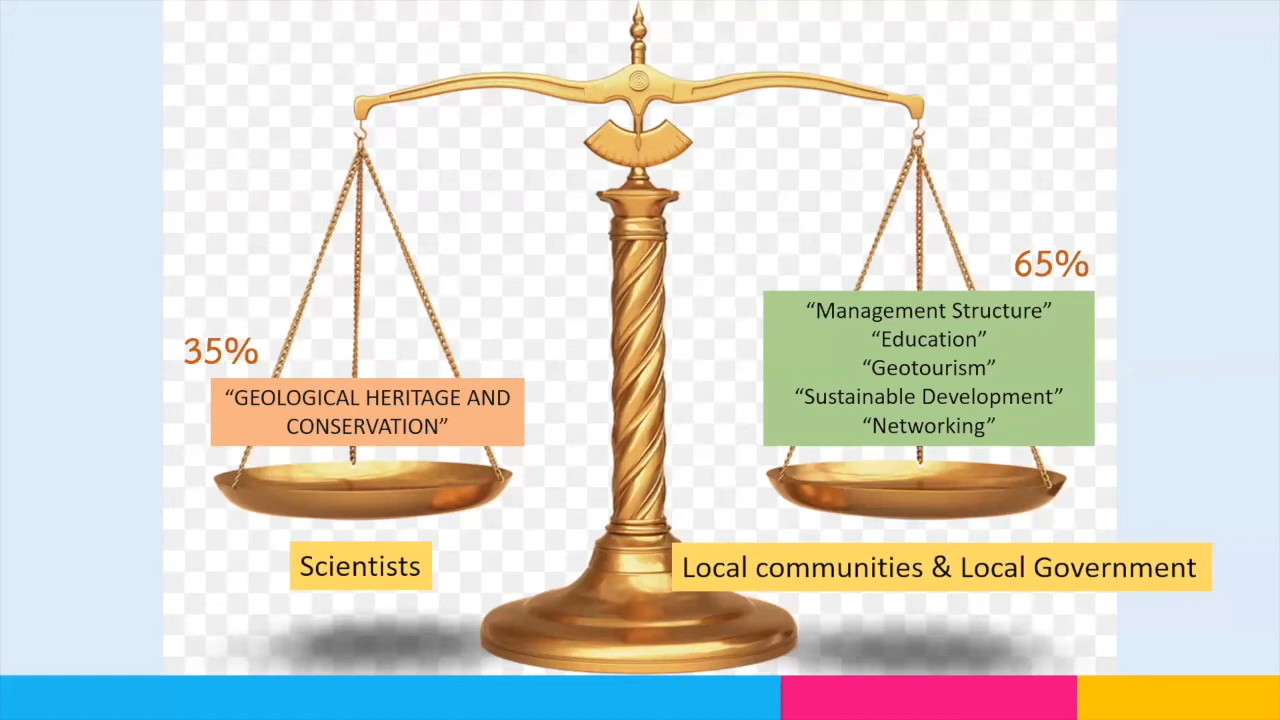 35%
“GEOLOGICAL HERITAGE AND
CONSERVATION”
Scientists
65%
“Management Structure”
“Education”
“Geotourism”
“Sustainable Development”
“Networking”
Local communities & Local Government